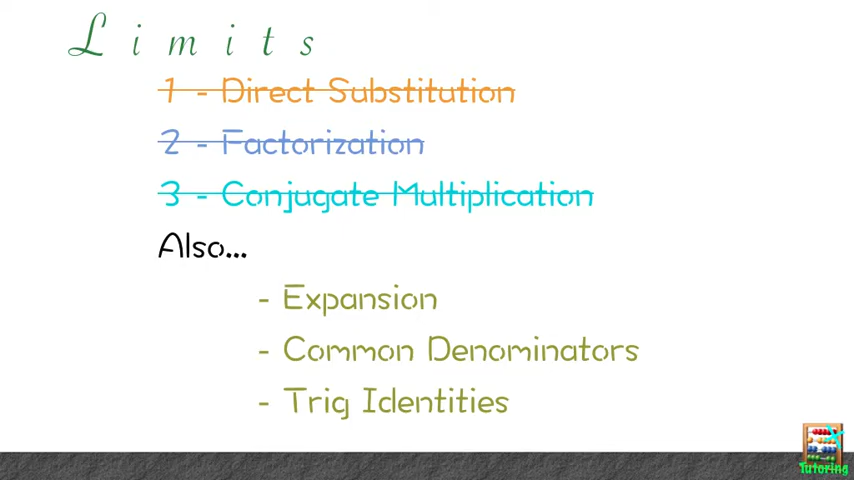 Limits
1 - Direct Substitution
2 - Factorization
3 - Conjugate Multiplication
Also...
- Expansion
- Common Denominators
- Trig Identities
Tutoring